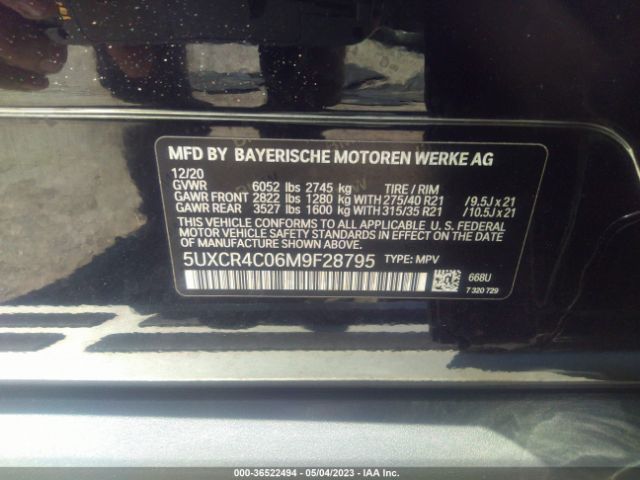 MFD BY BAYERISCHE MOTOREN WERKE AG
12/20
GVWR 6052 lbs 2745 kg TIRE / RIM
GAWR FRONT 2822 lbs 1280 kg WITH 275/40 R21 /9,5J x 21
GAWR REAR 3527 lbs 1600 kg WITH 315/35 R21 /10,5J x 21
THIS VEHICLE CONFORMS TO ALL APPLICABLE U. S. FEDERAL
MOTOR VEHICLE SAFETY STANDARDS IN EFFECT ON THE DATE
OF MANUFACTURE SHOWN ABOVE.
5UXCR4C06M9F28795 TYPE: MPV
668U
7 320 729
000-36522494 - 05/04/2023 - IAA Inc.